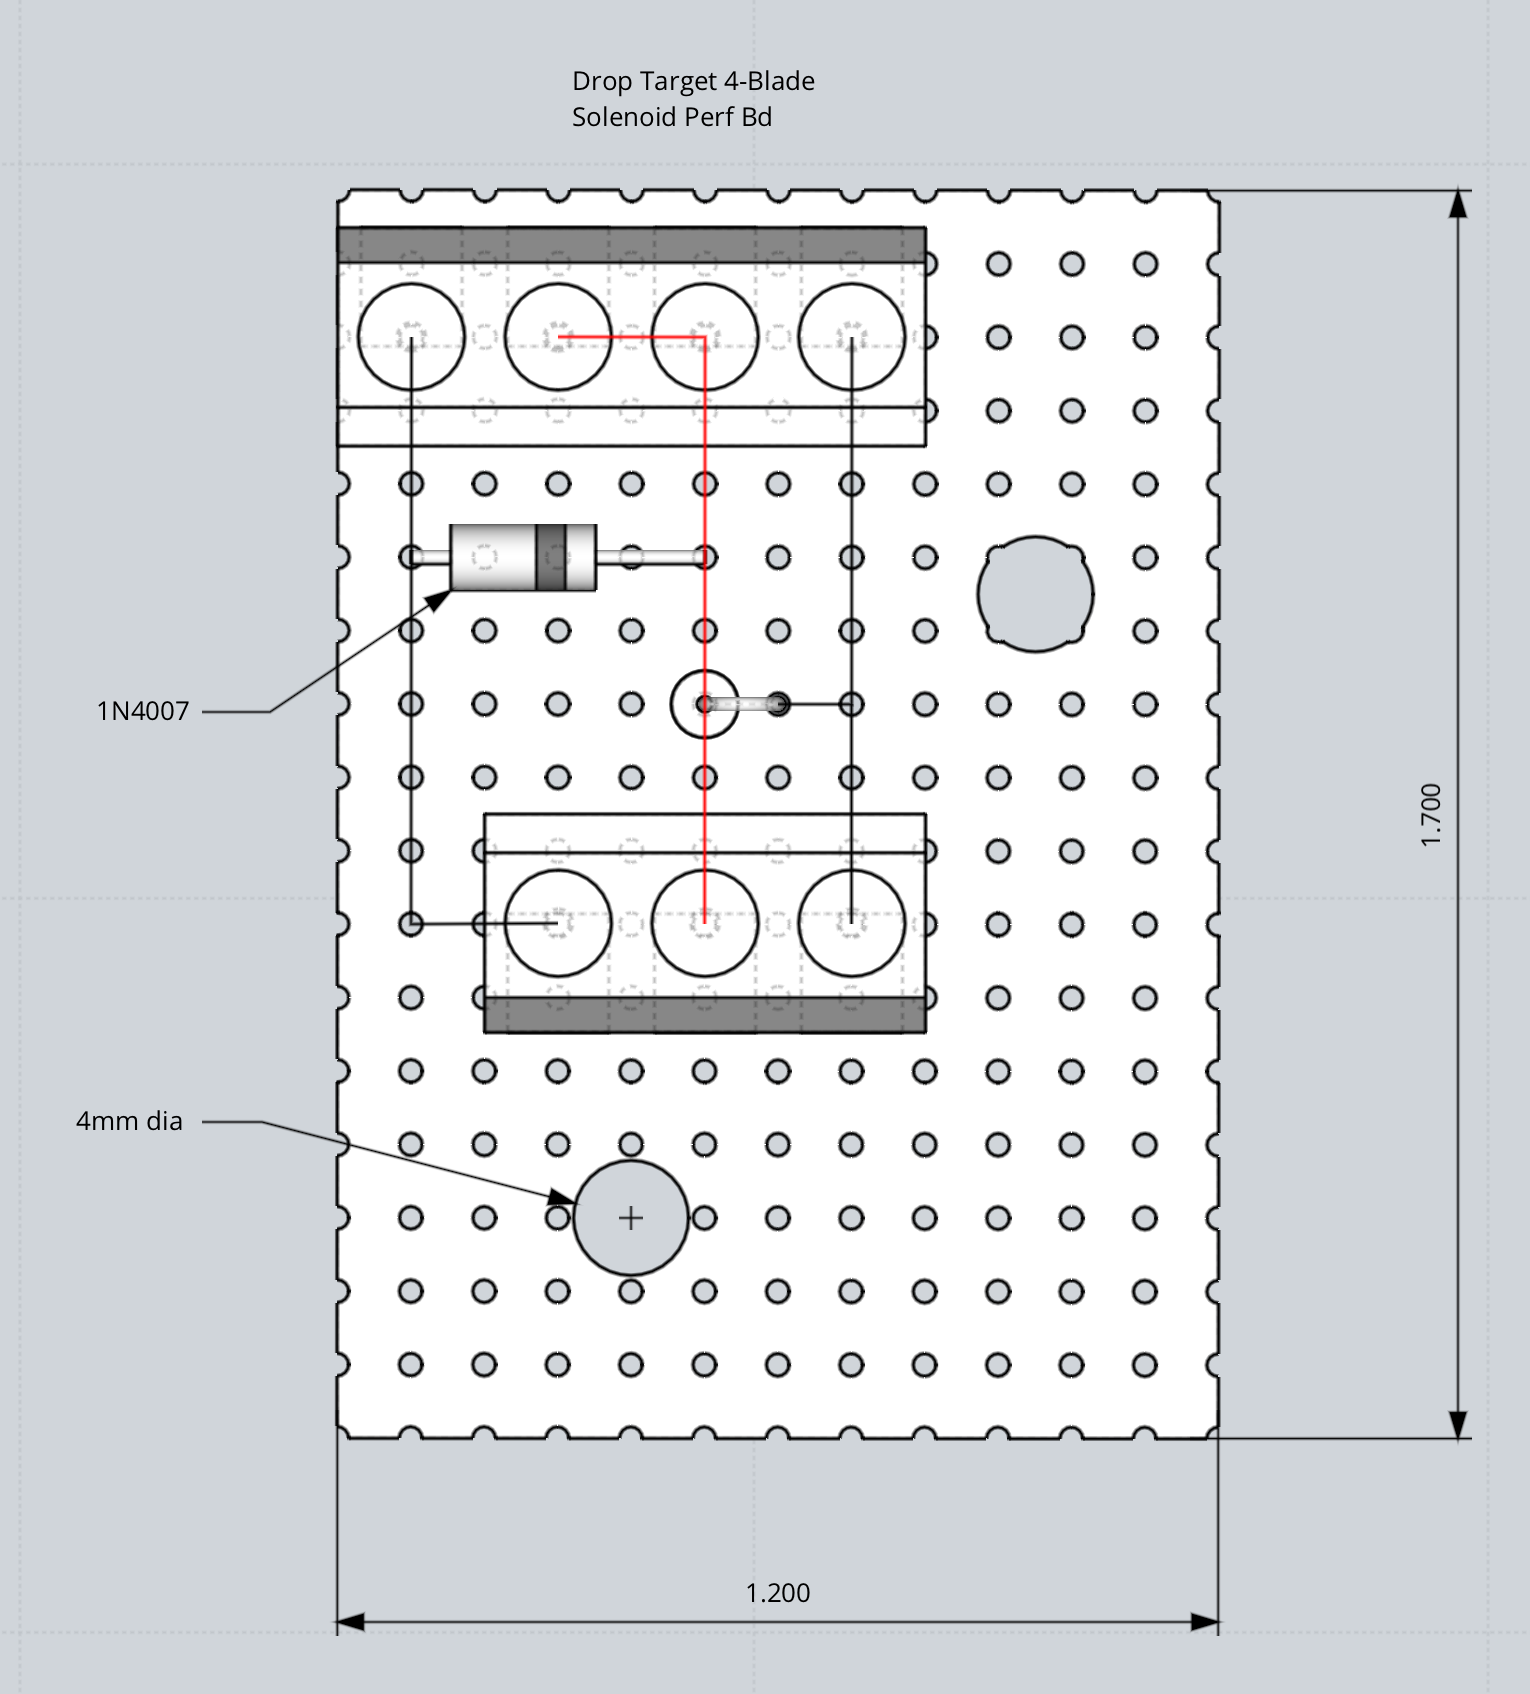 Drop Target 4-Blade
Solenoid Perf Bd
1N4007
1.700
4mm dia
1.200